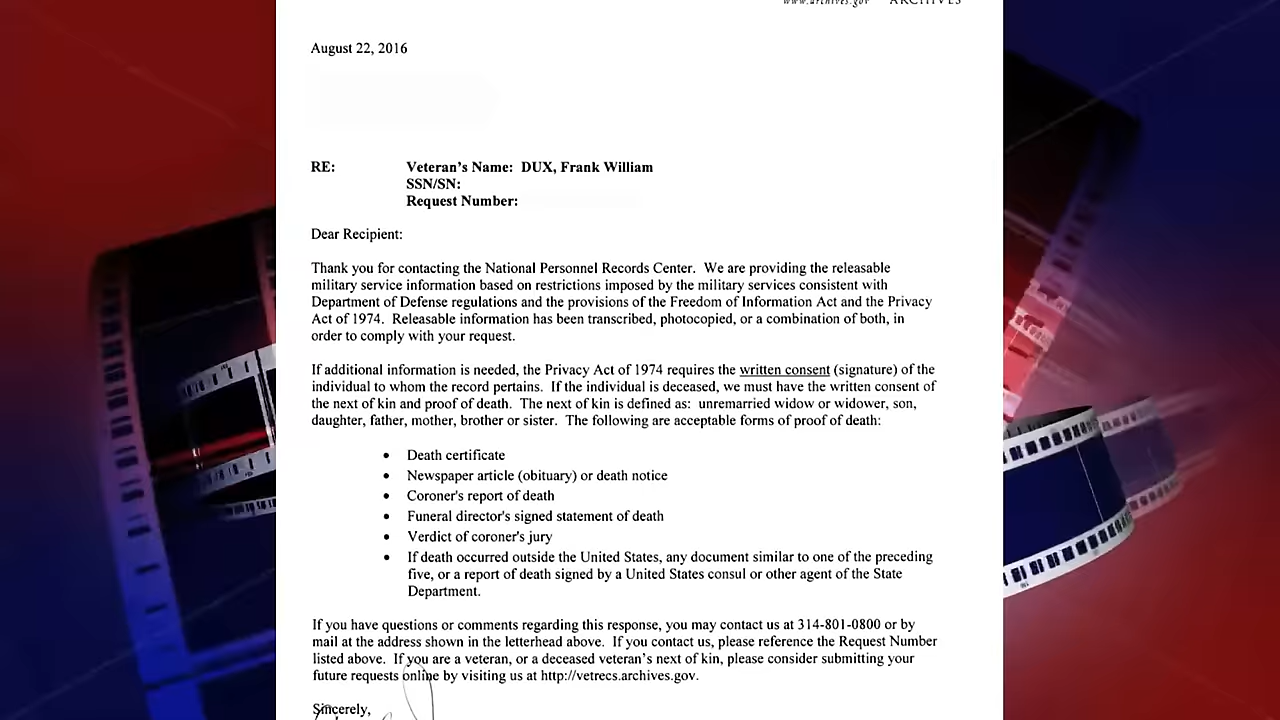 www.archives.gov ARCHIVES
August 22, 2016
RE: Veteran's Name: DUX, Frank William
SSN/SN:
Request Number:
Dear Recipient:
Thank you for contacting the National Personnel Records Center. We are providing the releasable
military service information based on restrictions imposed by the military services consistent with
Department of Defense regulations and the provisions of the Freedom of Information Act and the Privacy
Act of 1974. Releasable information has been transcribed, photocopied, or a combination of both, in
order to comply with your request.
If additional information is needed, the Privacy Act of 1974 requires the written consent (signature) of the
individual to whom the record pertains. If the individual is deceased, we must have the written consent of
the next of kin and proof of death. The next of kin is defined as: unremarried widow or widower, son,
daughter, father, mother, brother or sister. The following are acceptable forms of proof of death:
• Death certificate
• Newspaper article (obituary) or death notice
• Coroner's report of death
• Funeral director's signed statement of death
• Verdict of coroner's jury
• If death occurred outside the United States, any document similar to one of the preceding
five, or a report of death signed by a United States consul or other agent of the State
Department.
If you have questions or comments regarding this response, you may contact us at 314-801-0800 or by
mail at the address shown in the letterhead above. If you contact us, please reference the Request Number
listed above. If you are a veteran, or a deceased veteran's next of kin, please consider submitting your
future requests online by visiting us at http://vetrecs.archives.gov.
Sincerely,